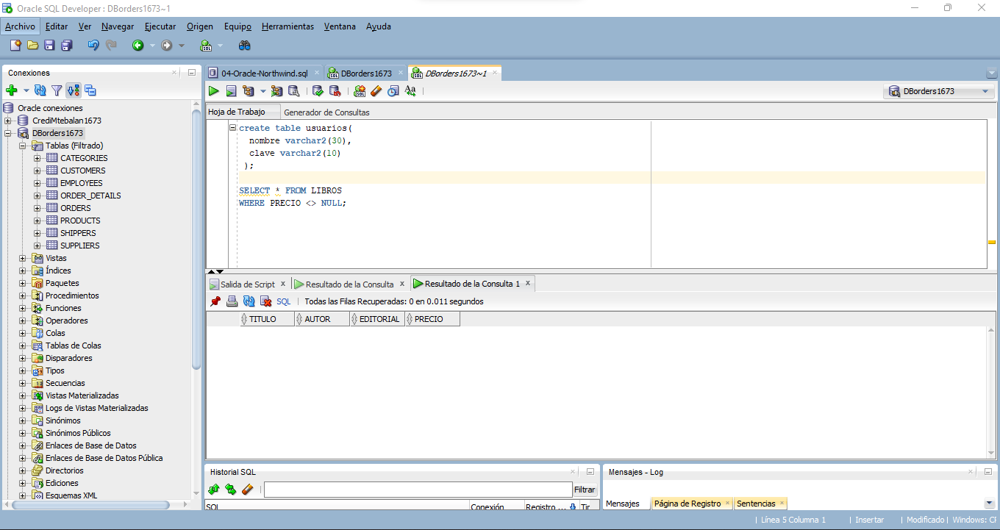 Oracle SQL Developer : DBorders1673~1
Archivo Editar Ver Navegar Ejecutar Origen Equipo Herramientas Ventana Ayuda
Conexiones
04-Oracle-Northwind.sql DBorders1673 DBorders1673~1
DBorders1673
Hoja de Trabajo Generador de Consultas
Oracle conexiones
CrediMtebalan1673
DBorders1673
Tablas (Filtrado)
CATEGORIES
CUSTOMERS
EMPLOYEES
ORDER_DETAILS
ORDERS
PRODUCTS
SHIPPERS
SUPPLIERS
Vistas
Índices
Paquetes
Procedimientos
Funciones
Operadores
Colas
Tablas de Colas
Disparadores
Tipos
Secuencias
Vistas Materializadas
Logs de Vistas Materializadas
Sinónimos
Sinónimos Públicos
Enlaces de Base de Datos
Enlaces de Base de Datos Pública
Directorios
Ediciones
Esquemas XML
create table usuarios(
nombre varchar2(30),
clave varchar2(10)
);
SELECT * FROM LIBROS
WHERE PRECIO <> NULL;
Salida de Script Resultado de la Consulta Resultado de la Consulta 1
SQL Todas las Filas Recuperadas: 0 en 0.011 segundos
TITULO AUTOR EDITORIAL PRECIO
Historial SQL
Filtrar
SQL Conexión Registro ... Tir
Mensajes - Log
Mensajes Página de Registro Sentencias
Línea 5 Columna 1 Insertar Modificado Windows: CF